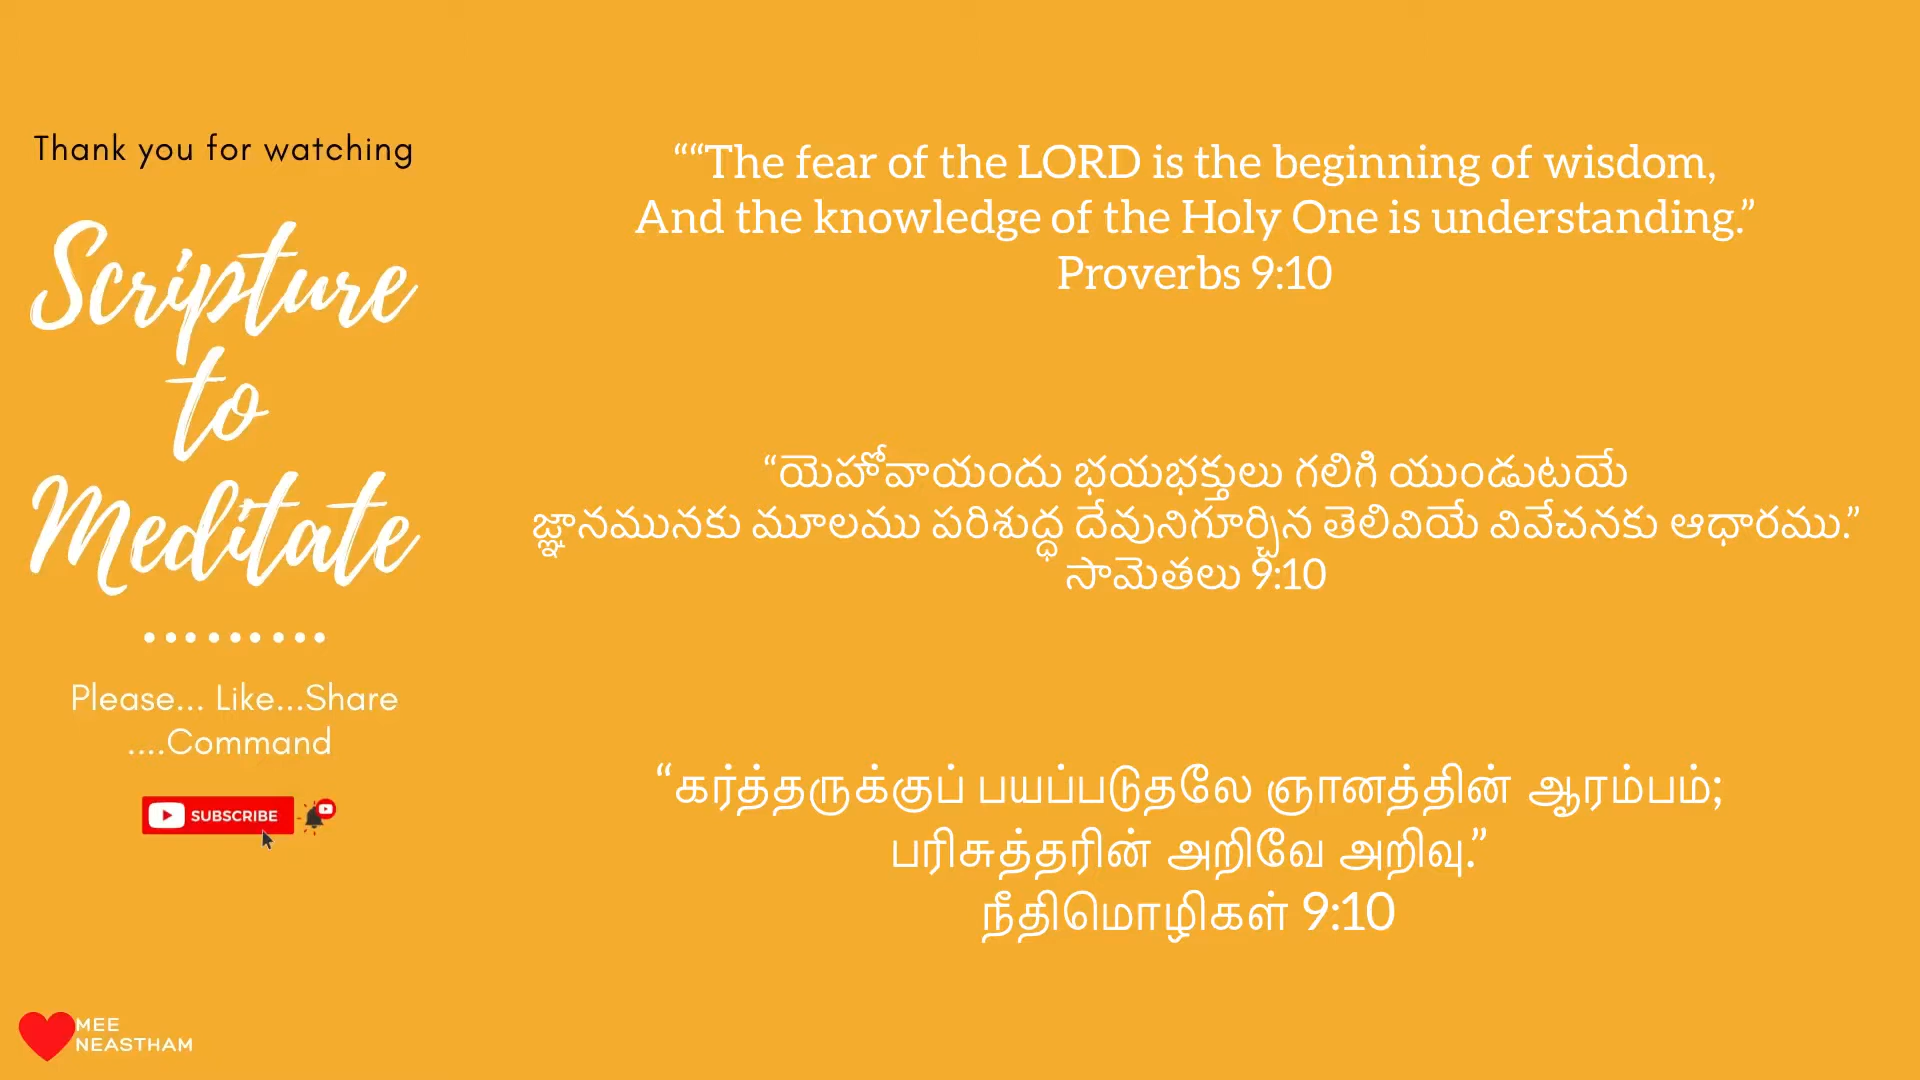 Thank you for watching
Scripture
to
Meditate
Please... Like...Share
....Command
SUBSCRIBE
““The fear of the LORD is the beginning of wisdom,
And the knowledge of the Holy One is understanding.”
Proverbs 9:10
“యెహోవాయందు భయభక్తులు గలిగి యుండుటయే
జ్ఞానమునకు మూలము పరిశుద్ధ దేవునిగూర్చిన తెలివియే వివేచనకు ఆధారము.”
సామెతలు 9:10
“கர்த்தருக்குப் பயப்படுதலே ஞானத்தின் ஆரம்பம்;
பரிசுத்தரின் அறிவே அறிவு.”
நீதிமொழிகள் 9:10
MEE
NEASTHAM